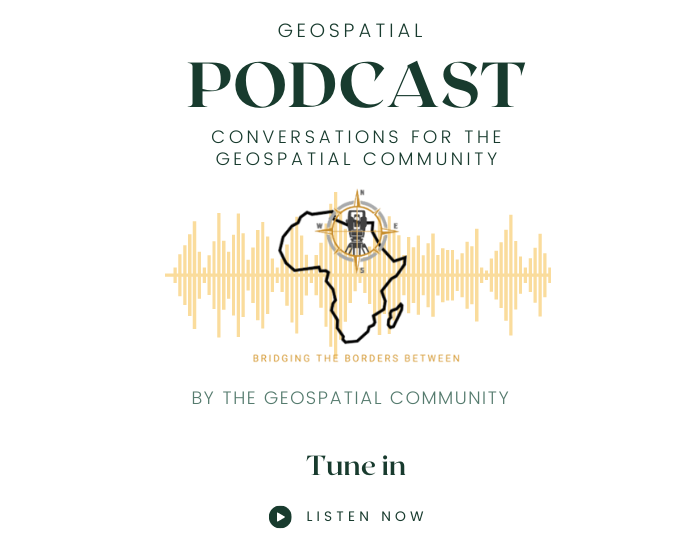 GEOSPATIAL
PODCAST
CONVERSATIONS FOR THE
GEOSPATIAL COMMUNITY
N
W E
S
BRIDGING THE BORDERS BETWEEN
BY THE GEOSPATIAL COMMUNITY
Tune in
LISTEN NOW